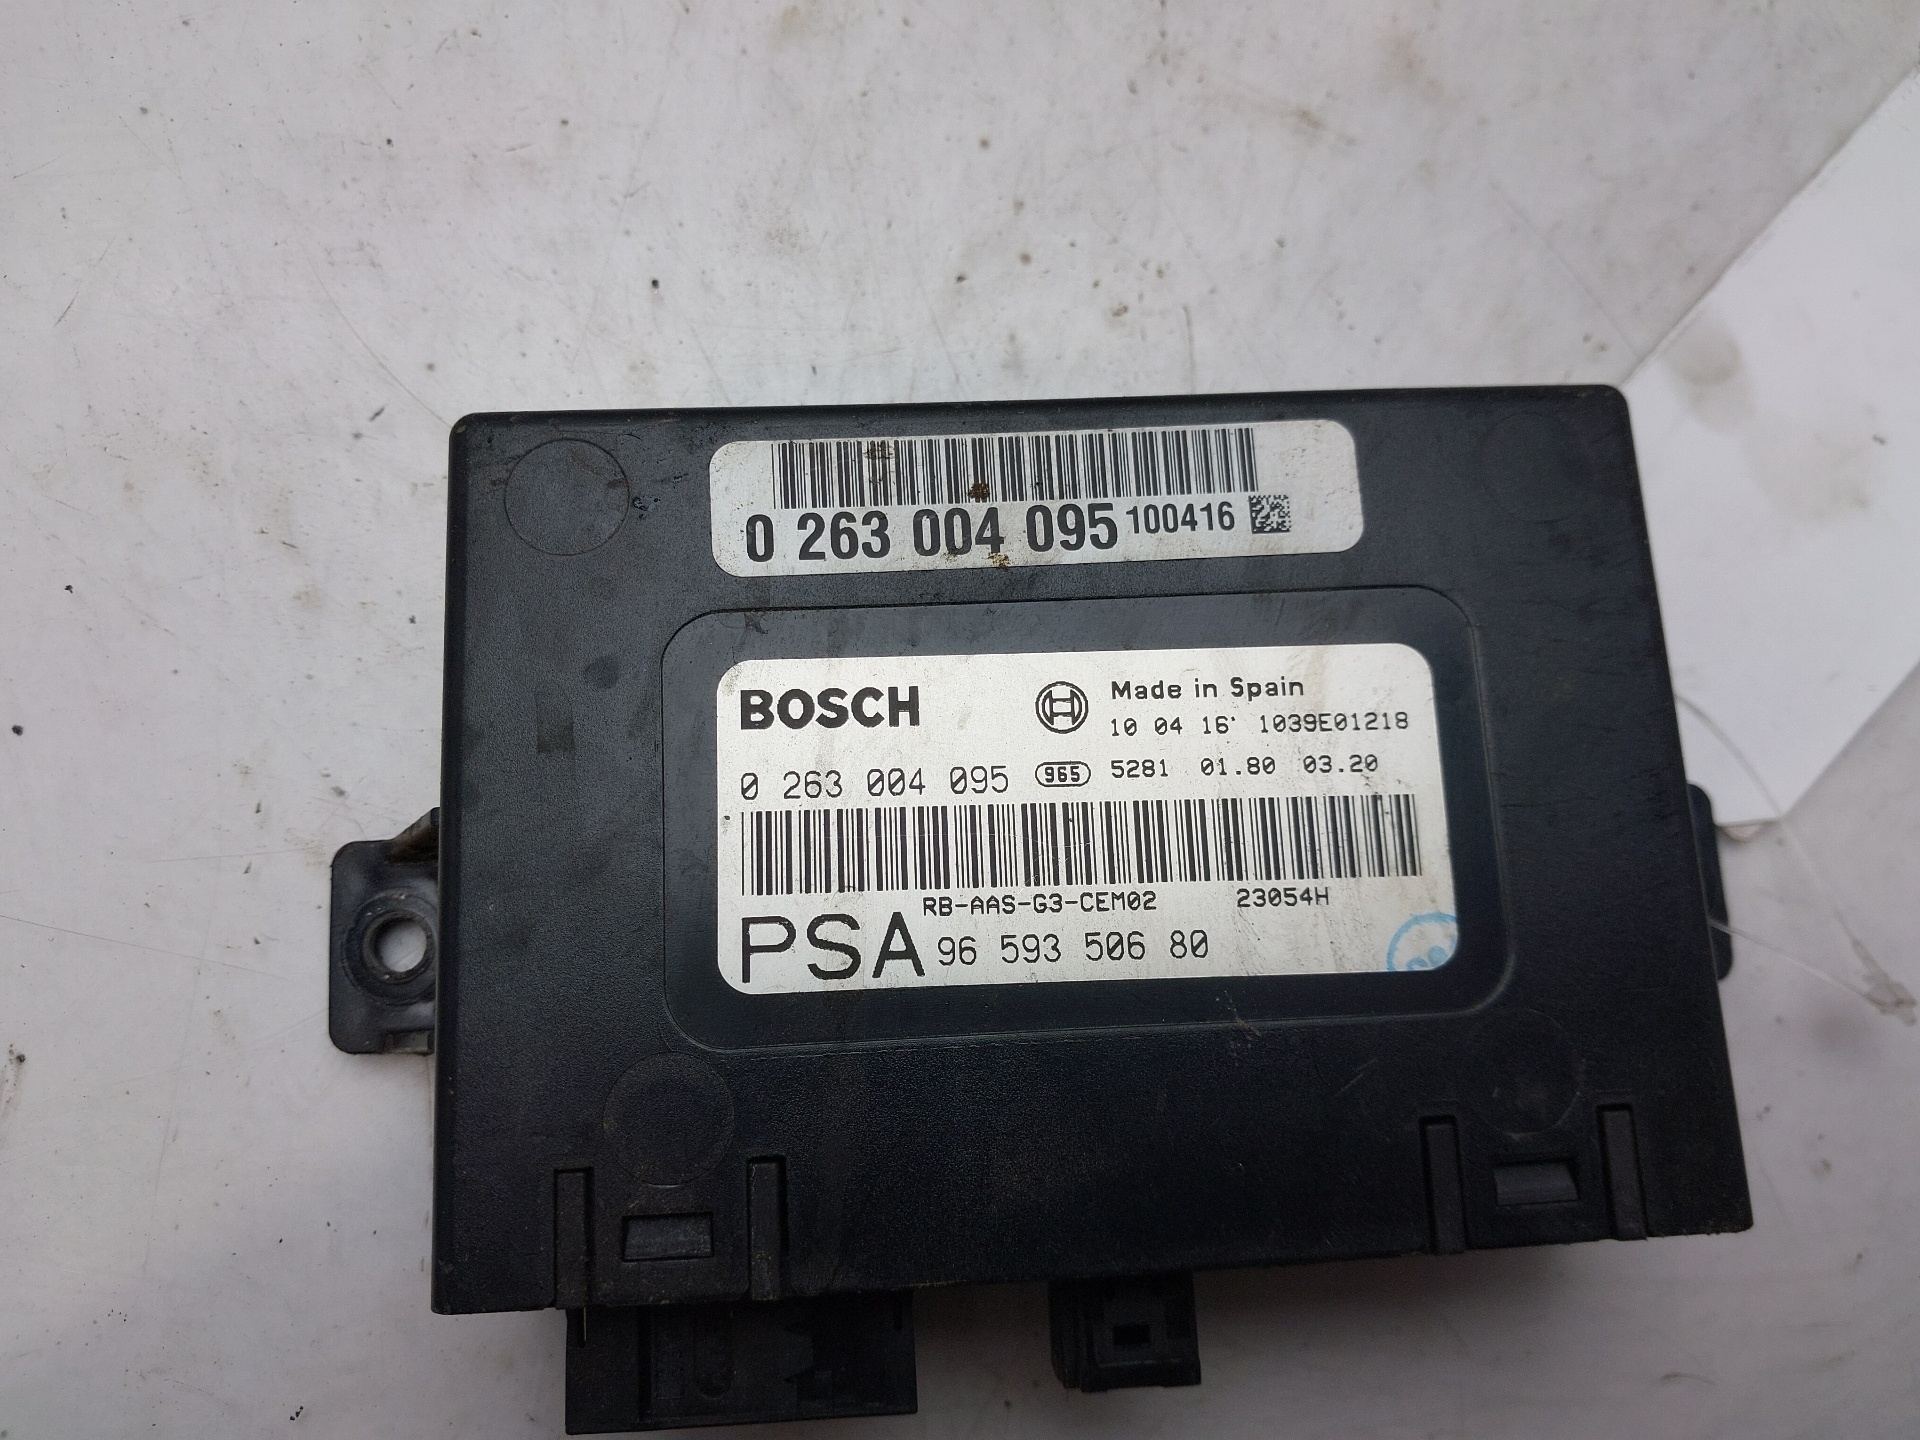 0 263 004 095 100416
BOSCH Made in Spain
10 04 16 1039E01218
0 263 004 095 965 5281 01.80 03.20
RB-AAS-G3-CEM02 23054H
PSA 96 593 506 80